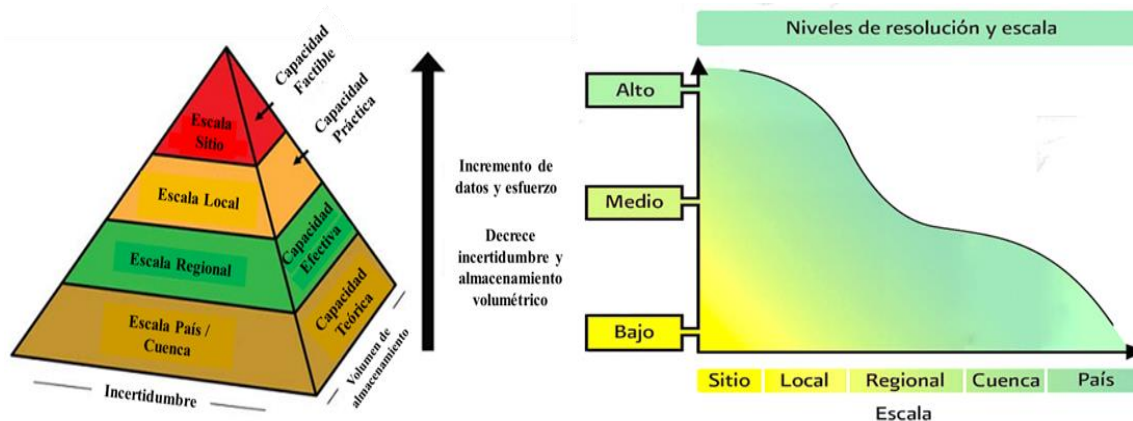 Capacidad
Factible
Capacidad
Práctica
Escala
Sitio
Escala Local
Escala Regional
Capacidad
Efectiva
Escala País /
Cuenca
Capacidad
Teórica
Incertidumbre
Volumen de
almacenamiento
Incremento de
datos y esfuerzo
Decrece
incertidumbre y
almacenamiento
volumétrico
Niveles de resolución y escala
Alto
Medio
Bajo
Sitio Local Regional Cuenca País
Escala